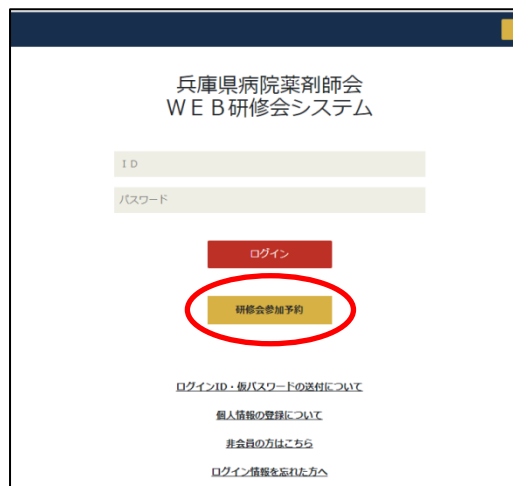 兵庫県病院薬剤師会
ＷＥＢ研修会システム
ＩＤ
パスワード
ログイン
研修会参加予約
ログインID・仮パスワードの送付について
個人情報の登録について
非会員の方はこちら
ログイン情報を忘れた方へ